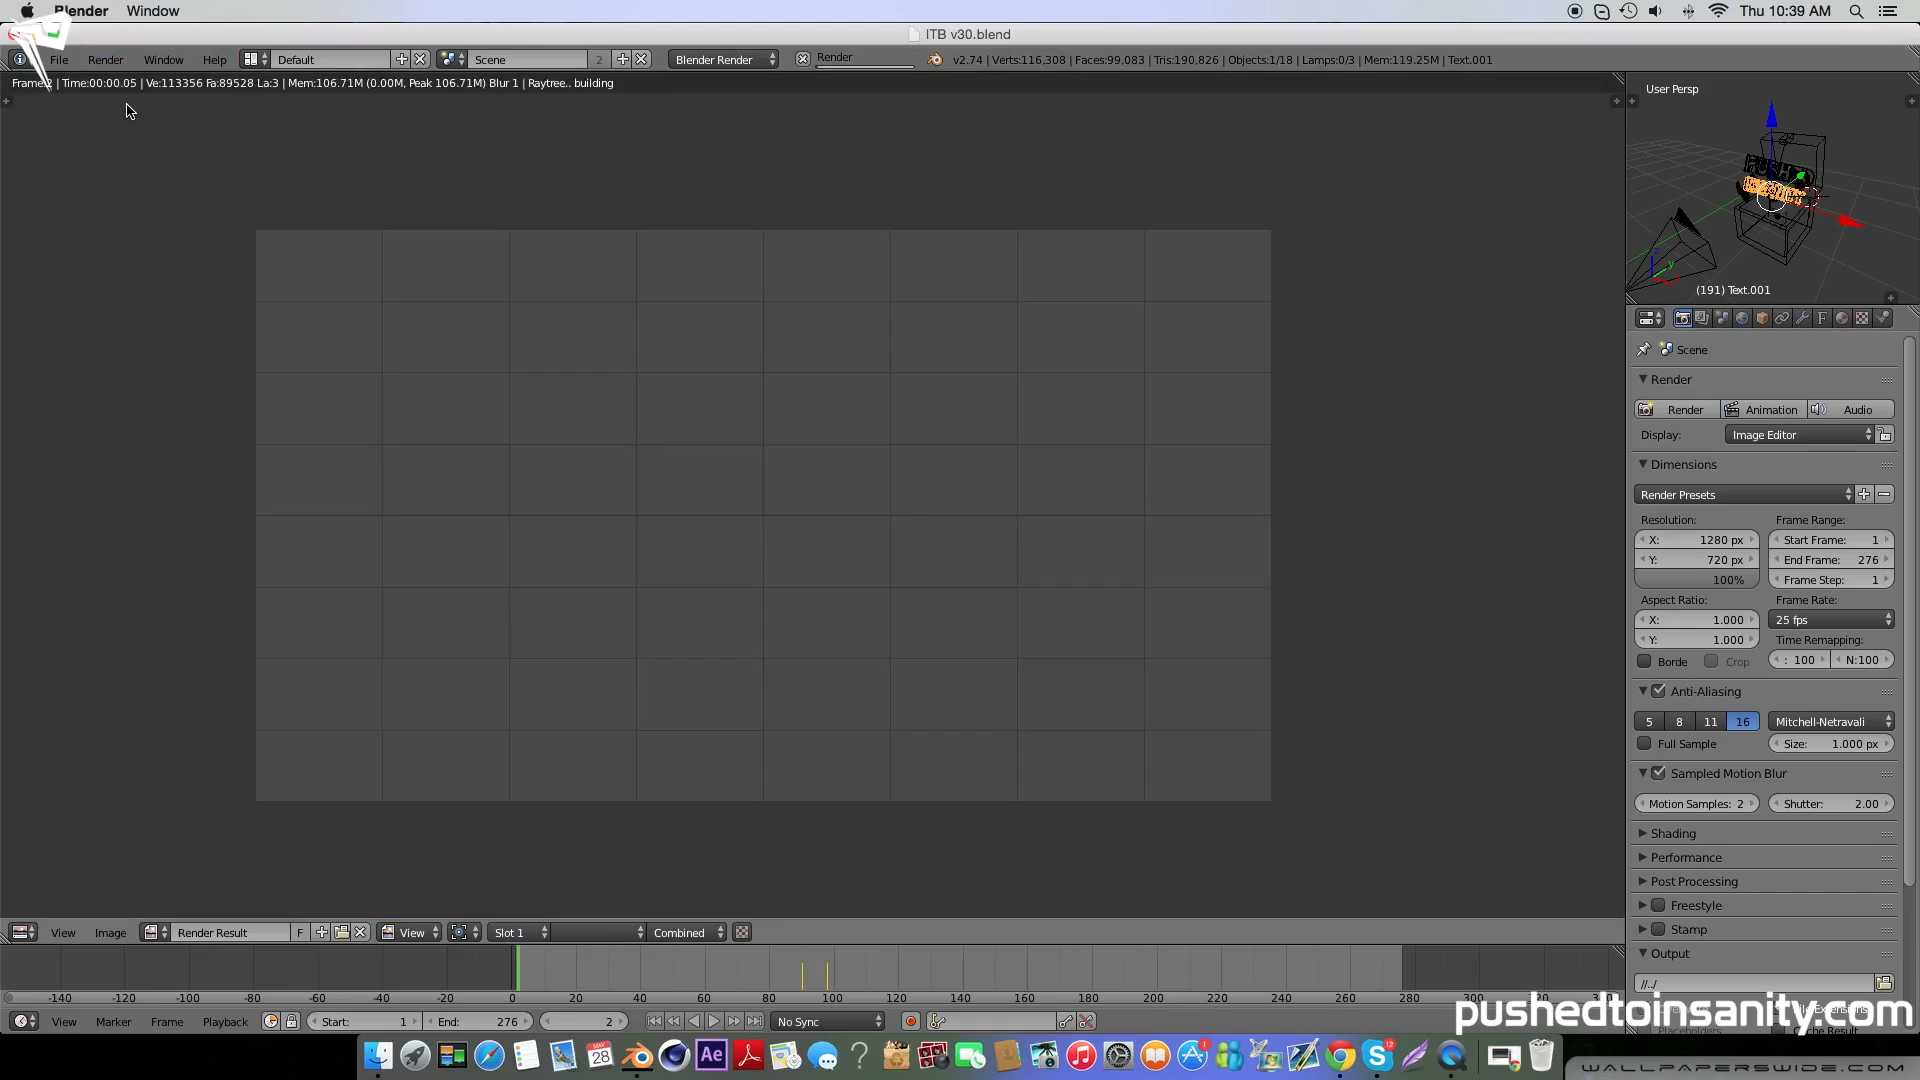 Blender Window
Thu 10:39 AM
ITB v30.blend
File Render Window Help Default Scene 2 Blender Render Render v2.74 | Verts:116,308 | Faces:99,083 | Tris:190,826 | Objects:1/18 | Lamps:0/3 | Mem:119.25M | Text.001
Frame:2 | Time:00:00.05 | Ve:113356 Fa:89528 La:3 | Mem:106.71M (0.00M, Peak 106.71M) Blur 1 | Raytree.. building
User Persp
(191) Text.001
Scene
Render
Render Animation Audio
Display: Image Editor
Dimensions
Render Presets
Resolution: Frame Range:
X: 1280 px Start Frame: 1
Y: 720 px End Frame: 276
100% Frame Step: 1
Aspect Ratio: Frame Rate:
X: 1.000 25 fps
Y: 1.000 Time Remapping:
Borde Crop : 100 N:100
Anti-Aliasing
5 8 11 16 Mitchell-Netravali
Full Sample Size: 1.000 px
Sampled Motion Blur
Motion Samples: 2 Shutter: 2.00
Shading
Performance
Post Processing
Freestyle
Stamp
Output
//../
View Image Render Result F View Slot 1 Combined
-140 -120 -100 -80 -60 -40 -20 0 20 40 60 80 100 120 140 160 180 200 220 240 260 280 300
View Marker Frame Playback Start: 1 End: 276 2 No Sync
pushedtoinsanity.com
MAY
28
Ae
1
12
WALLPAPERSWIDE.COM